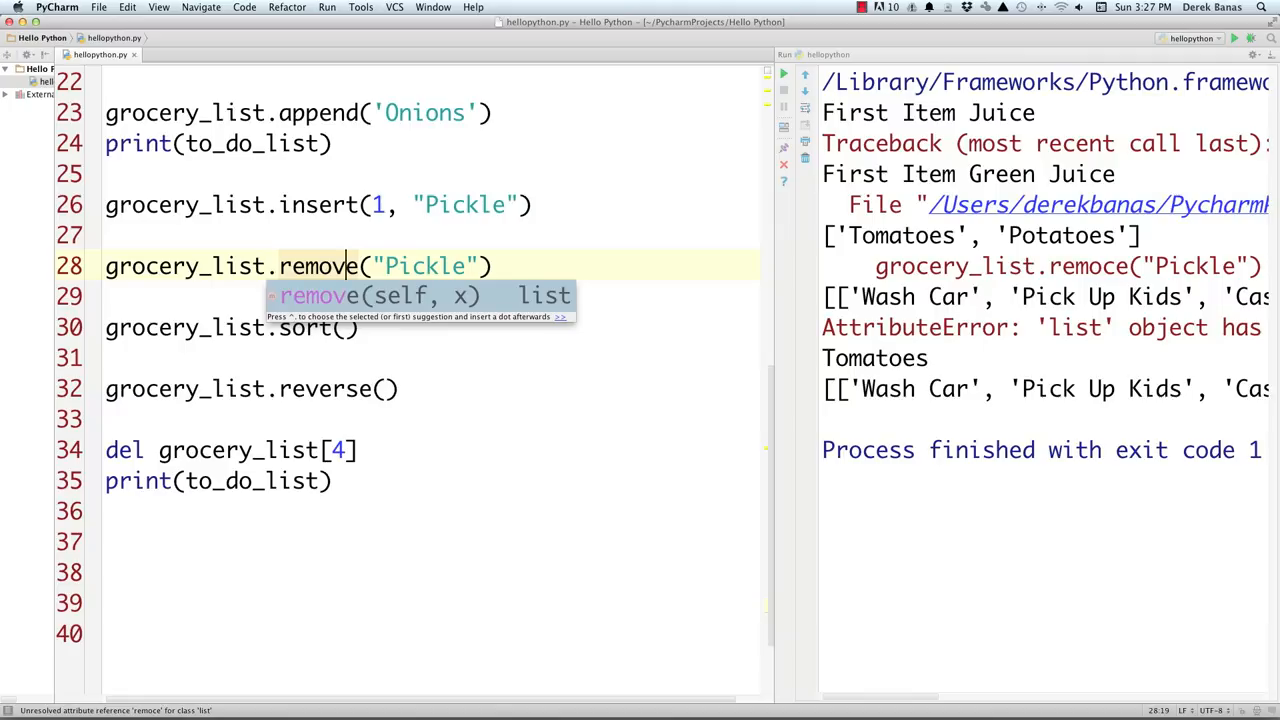 PyCharm File Edit View Navigate Code Refactor Run Tools VCS Window Help 10 Sun 3:27 PM Derek Banas
hellopython.py – Hello Python – [~/PycharmProjects/Hello Python]
Hello Python hellopython.py hellopython
hellopython.py Run hellopython
Hello P
hell
Externa
22
23 grocery_list.append('Onions')
24 print(to_do_list)
25
26 grocery_list.insert(1, "Pickle")
27
28 grocery_list.remove("Pickle")
29 remove(self, x) list
Press ^. to choose the selected (or first) suggestion and insert a dot afterwards >>
30 grocery_list.sort()
31
32 grocery_list.reverse()
33
34 del grocery_list[4]
35 print(to_do_list)
36
37
38
39
40
/Library/Frameworks/Python.framewo
First Item Juice
Traceback (most recent call last):
First Item Green Juice
File "/Users/derekbanas/Pycharm
['Tomatoes', 'Potatoes']
grocery_list.remoce("Pickle")
[['Wash Car', 'Pick Up Kids', 'Cas
AttributeError: 'list' object has
Tomatoes
[['Wash Car', 'Pick Up Kids', 'Cas
Process finished with exit code 1
Unresolved attribute reference 'remoce' for class 'list' 28:19 LF UTF-8